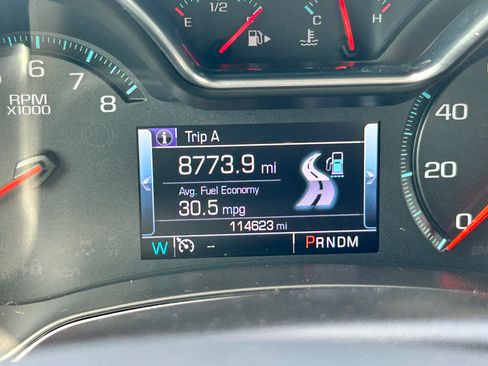 E 1/2 F
C H
5 6 7 8
RPM
X1000
40
20
0
i Trip A
8773.9 mi
Avg. Fuel Economy
30.5 mpg
114623 mi
W -- PRNDM